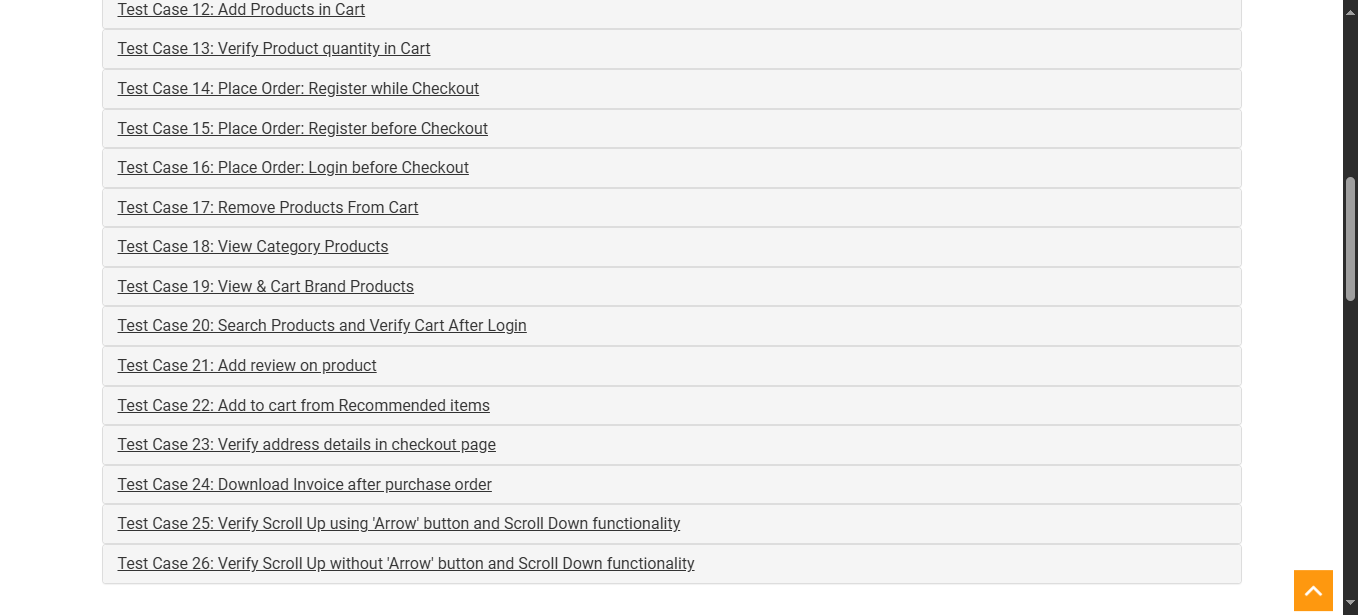 Test Case 12: Add Products in Cart
Test Case 13: Verify Product quantity in Cart
Test Case 14: Place Order: Register while Checkout
Test Case 15: Place Order: Register before Checkout
Test Case 16: Place Order: Login before Checkout
Test Case 17: Remove Products From Cart
Test Case 18: View Category Products
Test Case 19: View & Cart Brand Products
Test Case 20: Search Products and Verify Cart After Login
Test Case 21: Add review on product
Test Case 22: Add to cart from Recommended items
Test Case 23: Verify address details in checkout page
Test Case 24: Download Invoice after purchase order
Test Case 25: Verify Scroll Up using 'Arrow' button and Scroll Down functionality
Test Case 26: Verify Scroll Up without 'Arrow' button and Scroll Down functionality